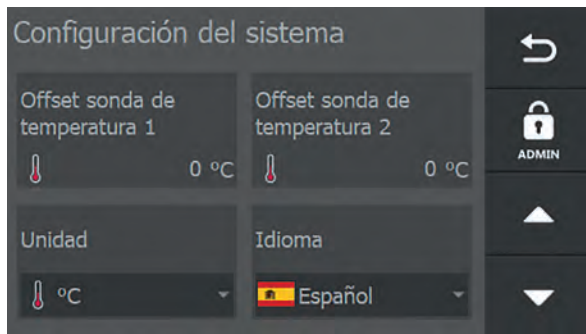 Configuración del sistema
Offset sonda de
temperatura 1
0 ºC
Offset sonda de
temperatura 2
0 ºC
ADMIN
Unidad
ºC
Idioma
Español